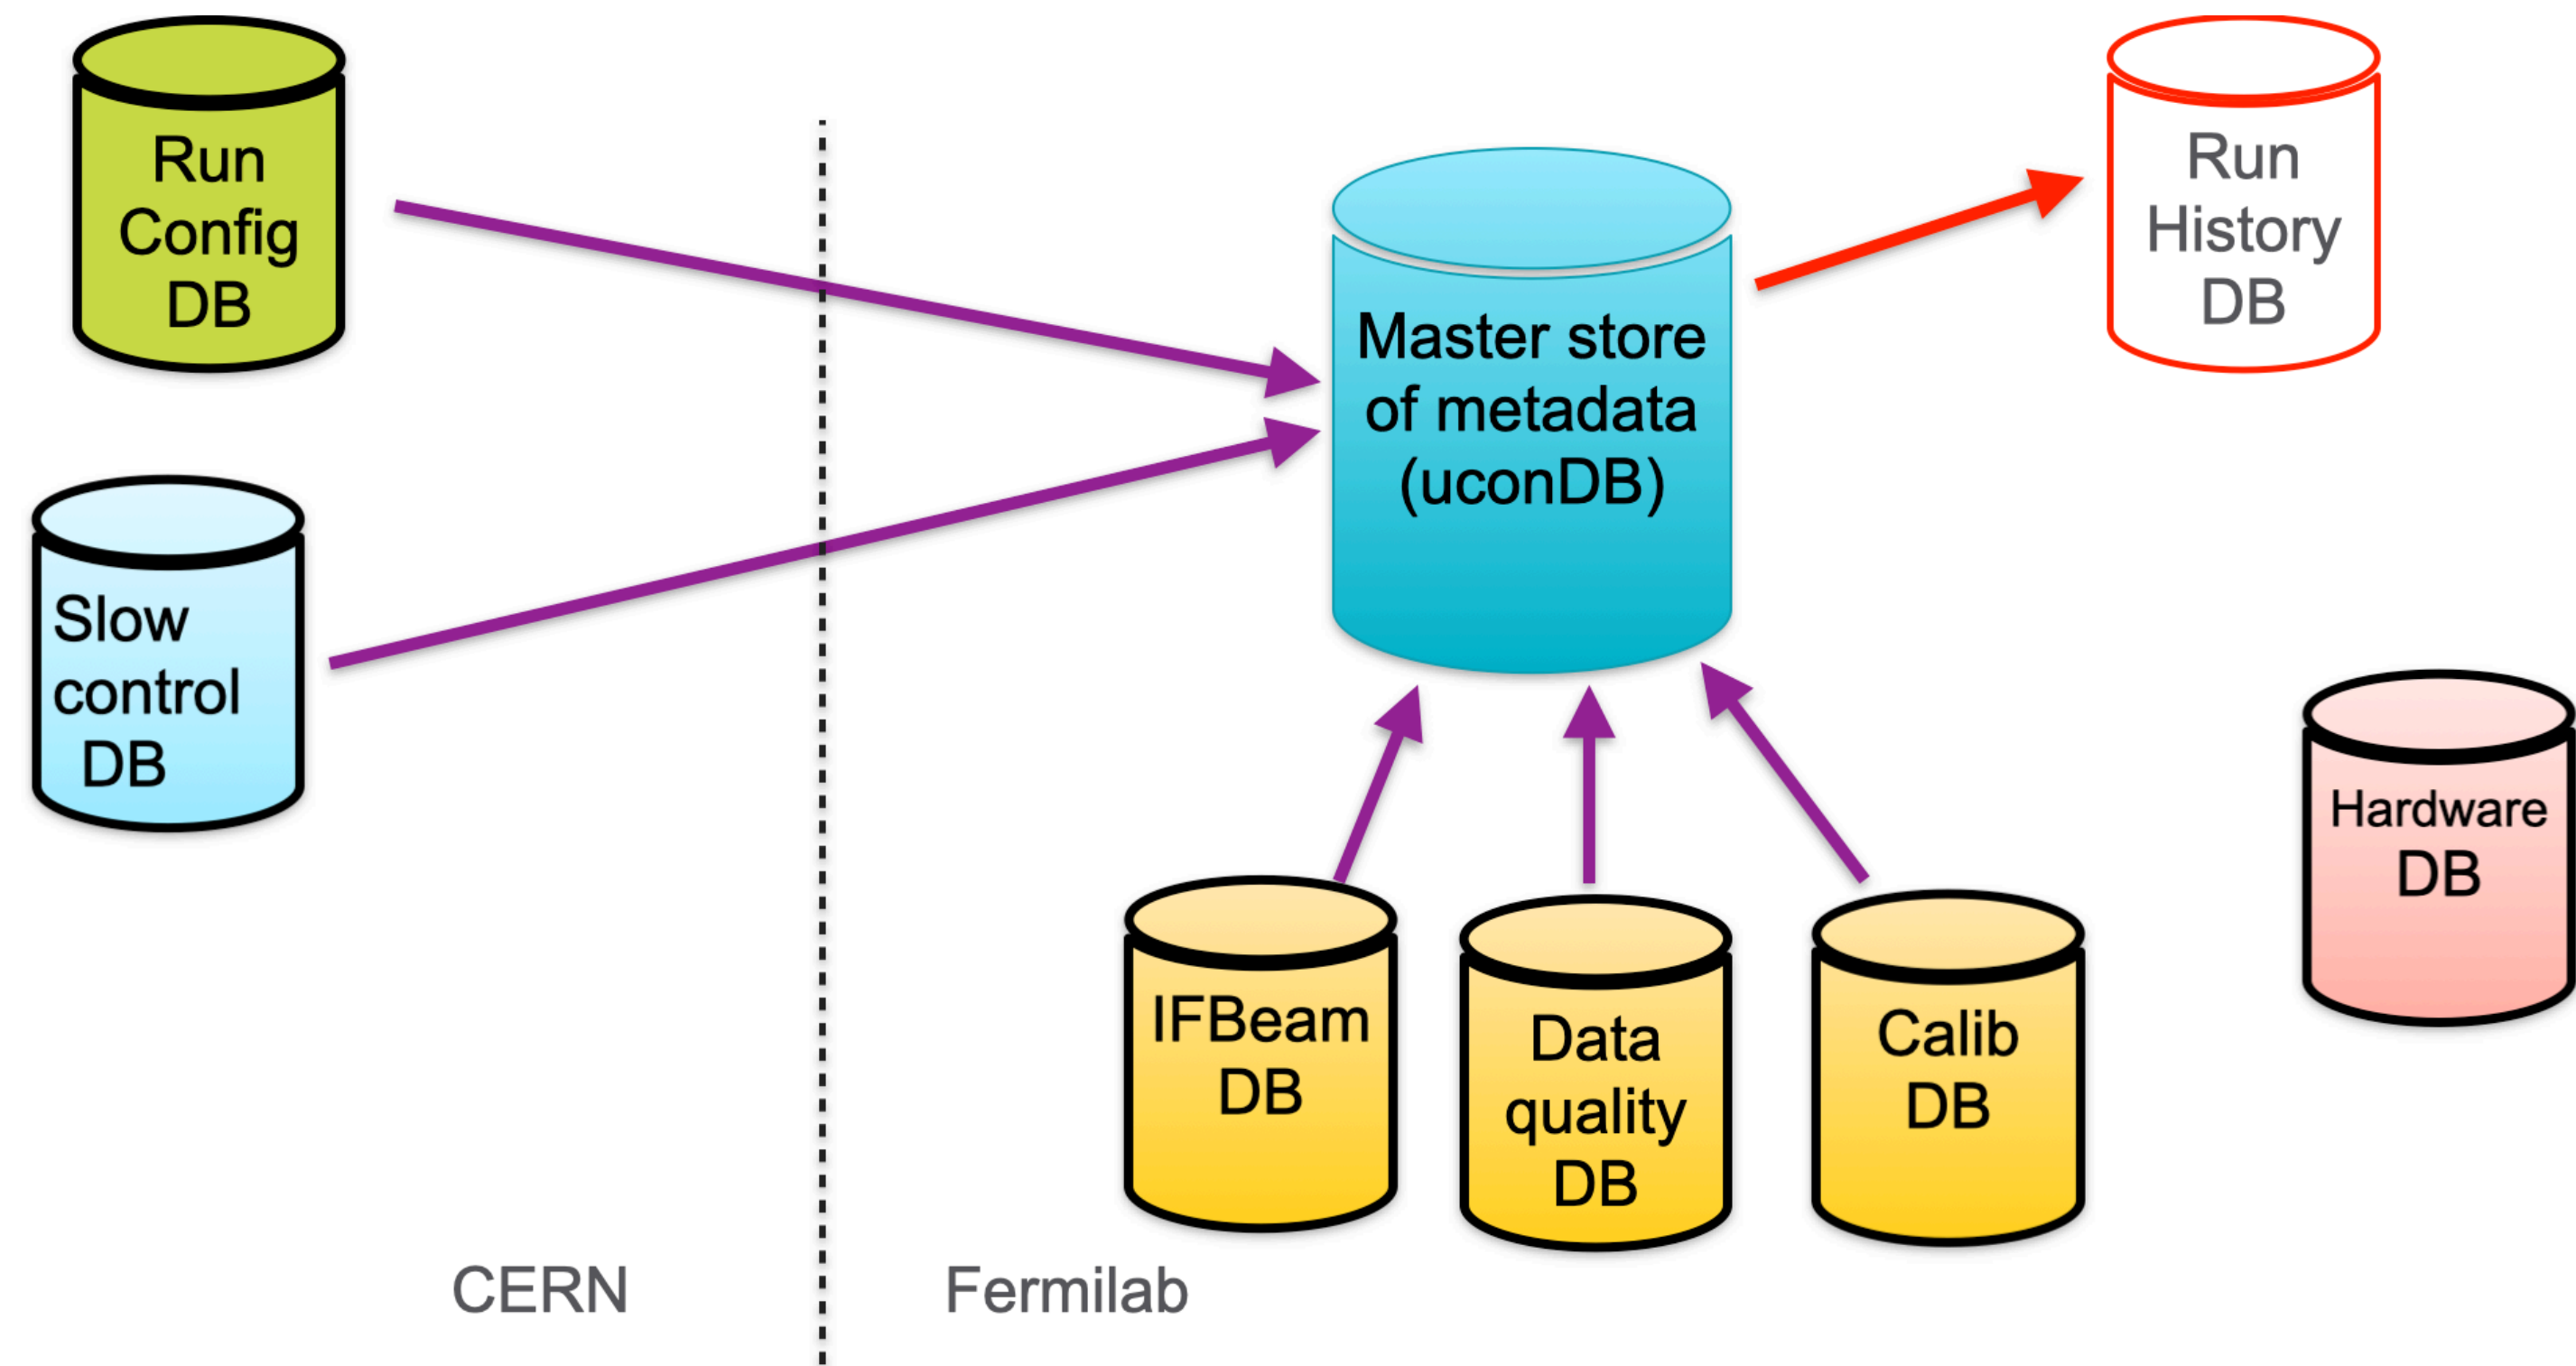 Run
Config
DB
Run
History
DB
Master store
of metadata
(uconDB)
Slow
control
DB
Hardware
DB
IFBeam
DB
Data
quality
DB
Calib
DB
CERN
Fermilab